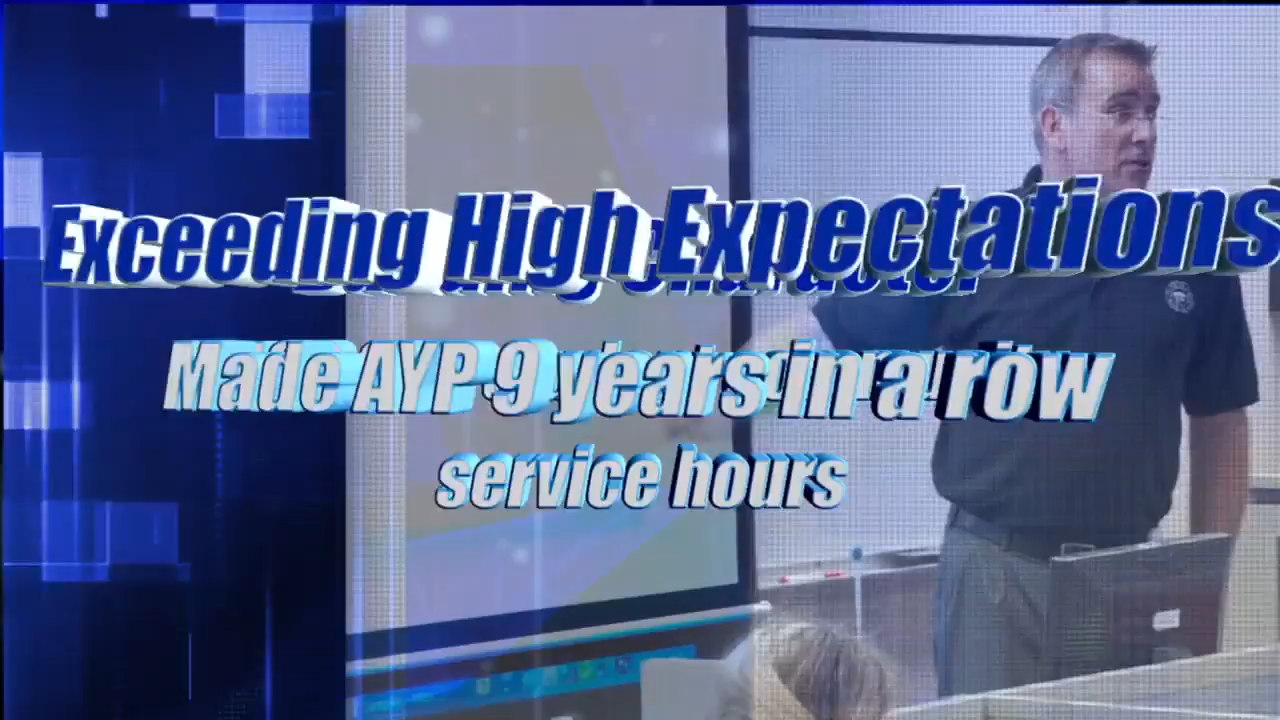 Exceeding High Expectations
Made AYP 9 years in a row
service hours